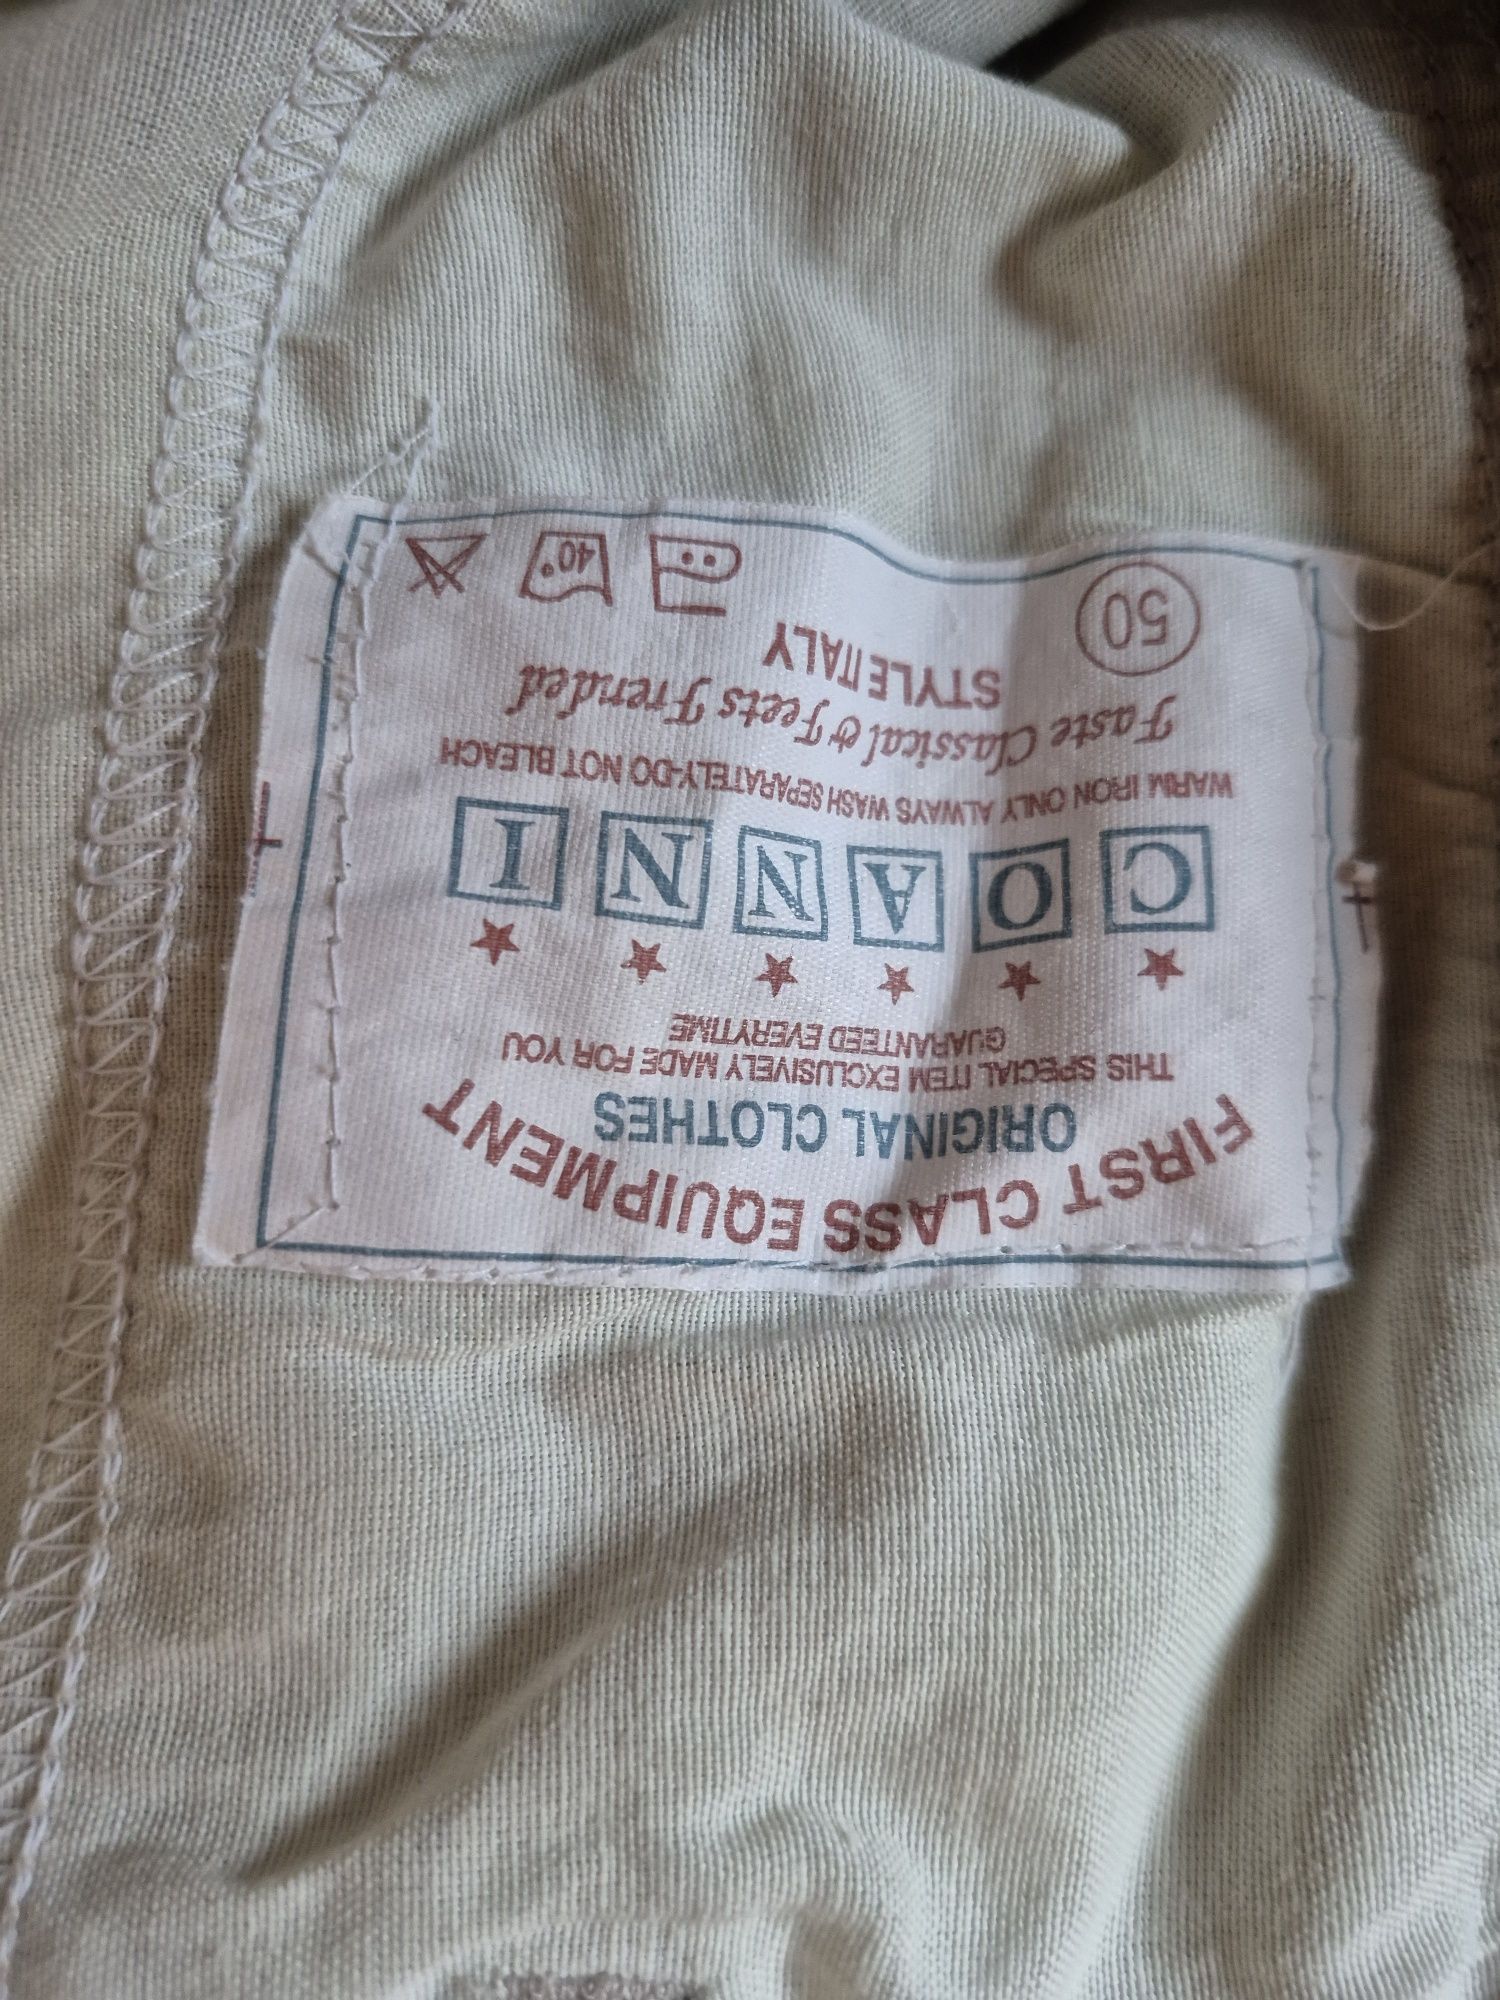 FIRST CLASS EQUIPMENT
ORIGINAL CLOTHES
THIS SPECIAL ITEM EXCLUSIVELY MADE FOR YOU
GUARANTEED EVERYTIME
COANNI
WARM IRON ONLY ALWAYS WASH SEPARATELY-DO NOT BLEACH
Taste Classical & Feets Trended
STYLE ITALY
50
40°